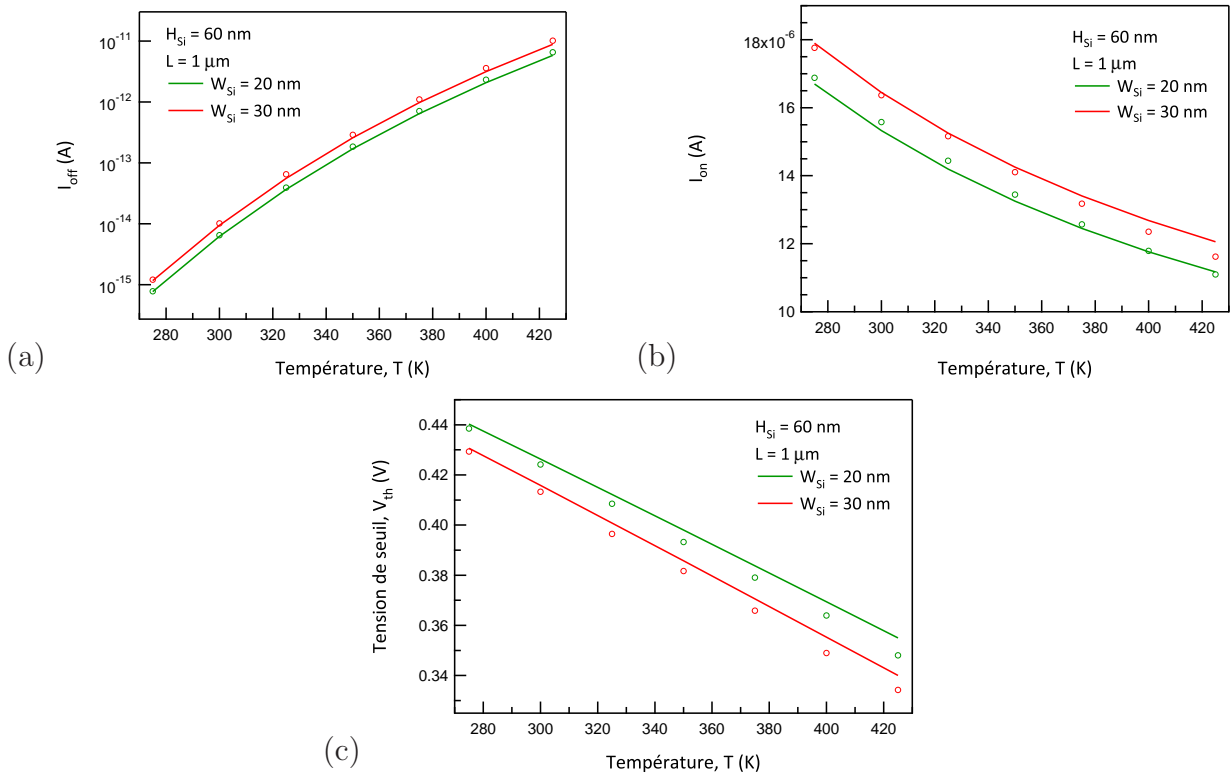 I_off (A)
10^-11
10^-12
10^-13
10^-14
10^-15
H_Si = 60 nm
L = 1 μm
W_Si = 20 nm
W_Si = 30 nm
280 300 320 340 360 380 400 420
Température, T (K)
(a)
I_on (A)
18x10^-6
16
14
12
10
H_Si = 60 nm
L = 1 μm
W_Si = 20 nm
W_Si = 30 nm
280 300 320 340 360 380 400 420
Température, T (K)
(b)
Tension de seuil, V_th (V)
0.44
0.42
0.40
0.38
0.36
0.34
H_Si = 60 nm
L = 1 μm
W_Si = 20 nm
W_Si = 30 nm
280 300 320 340 360 380 400 420
Température, T (K)
(c)